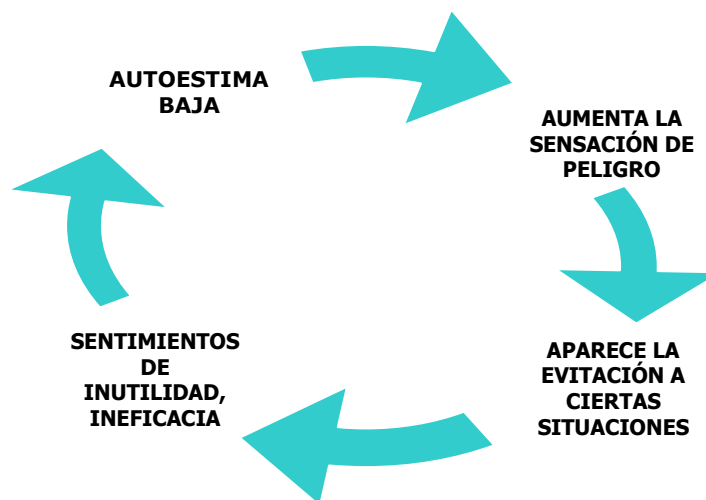 AUTOESTIMA
BAJA
AUMENTA LA
SENSACIÓN DE
PELIGRO
APARECE LA
EVITACIÓN A
CIERTAS
SITUACIONES
SENTIMIENTOS
DE
INUTILIDAD,
INEFICACIA